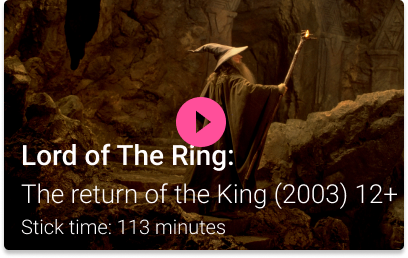 Lord of The Ring:
The return of the King (2003) 12+
Stick time: 113 minutes